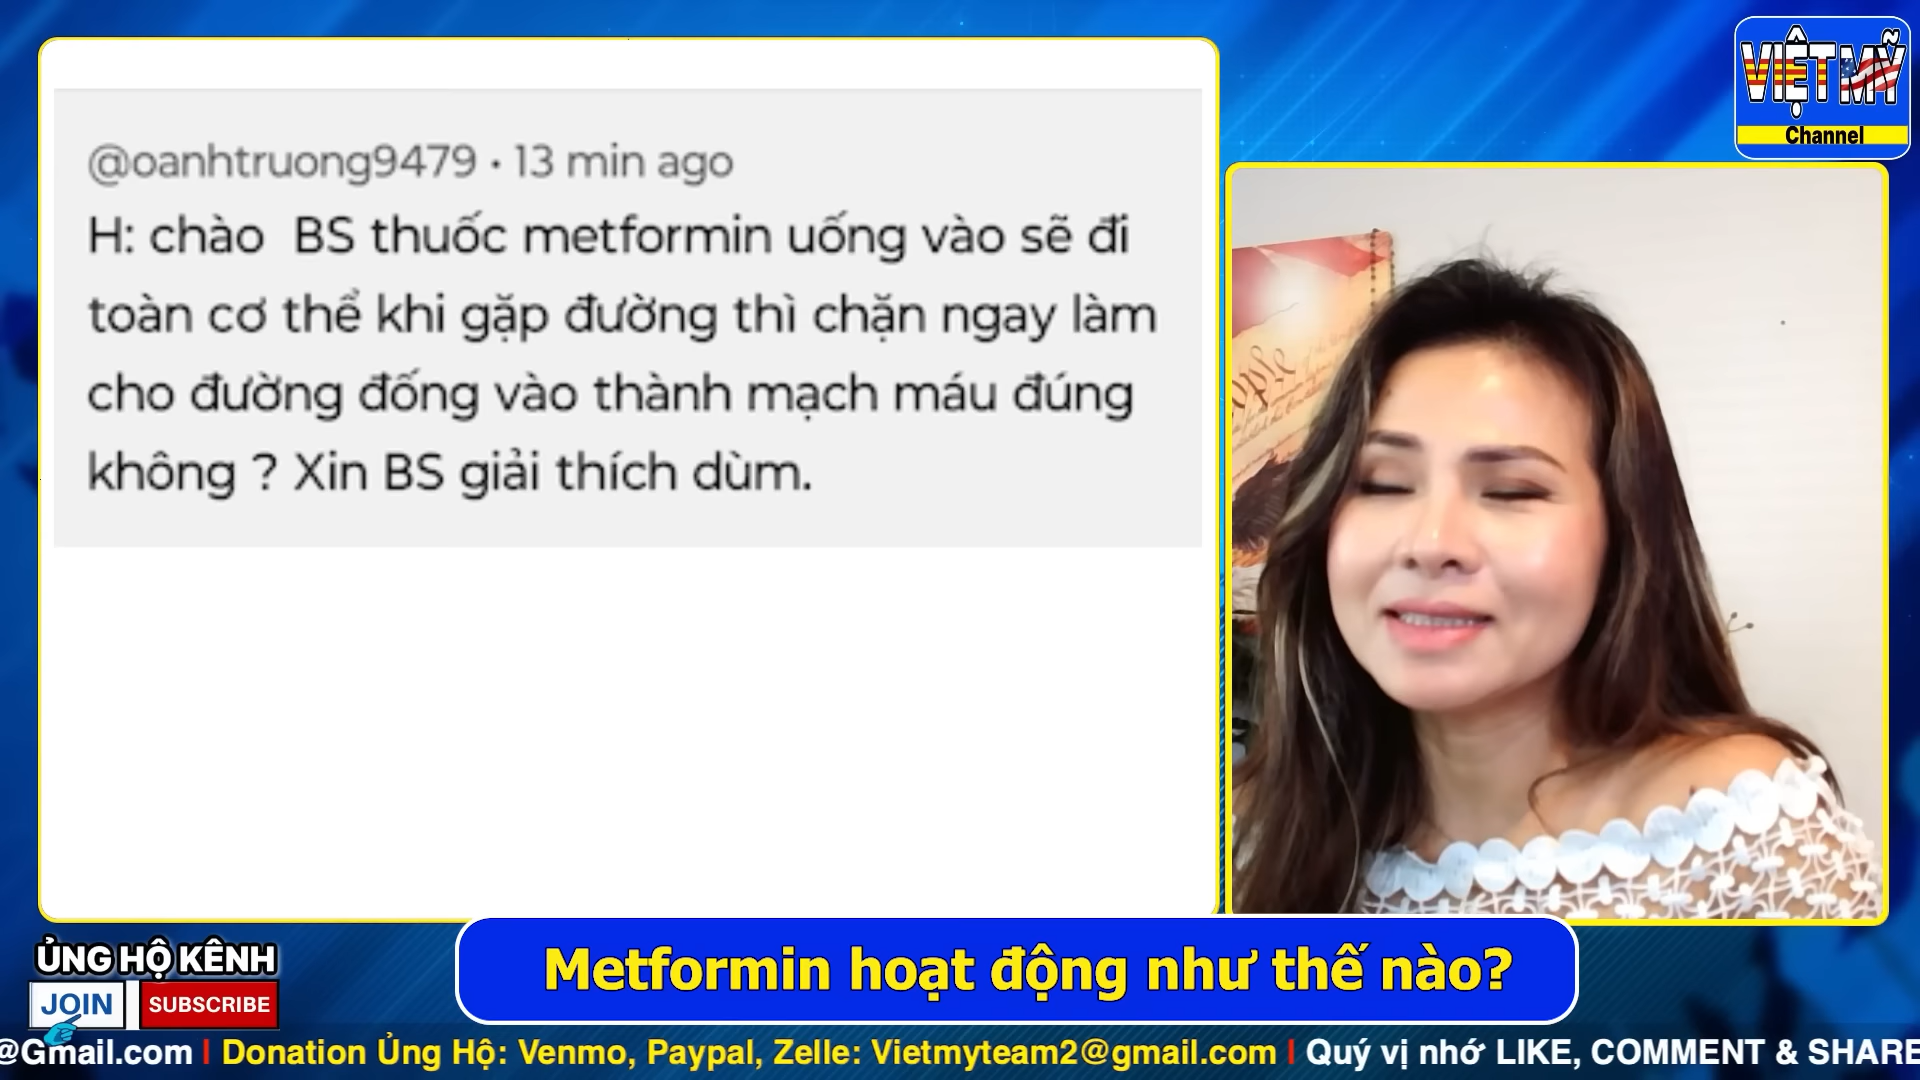 VIỆT MỸ
Channel
@oanhtruong9479 • 13 min ago
H: chào  BS thuốc metformin uống vào sẽ đi
toàn cơ thể khi gặp đường thì chặn ngay làm
cho đường đống vào thành mạch máu đúng
không ? Xin BS giải thích dùm.
Metformin hoạt động như thế nào?
ỦNG HỘ KÊNH
JOIN
SUBSCRIBE
@Gmail.com I Donation Ủng Hộ: Venmo, Paypal, Zelle: Vietmyteam2@gmail.com I Quý vị nhớ LIKE, COMMENT & SHARE